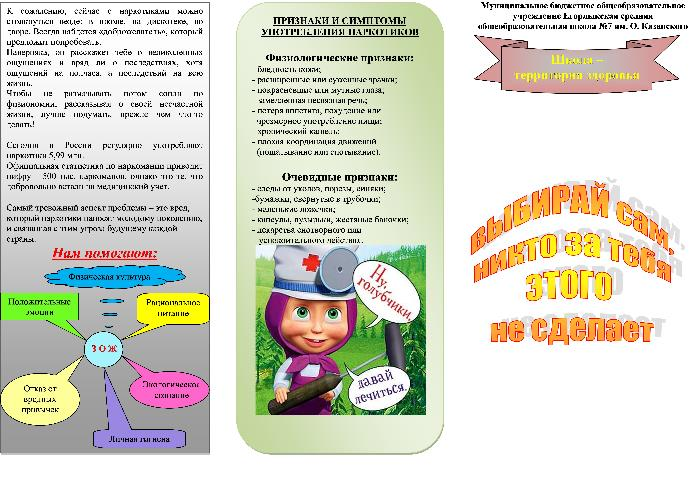 К сожалению, сейчас с наркотиками можно
столкнуться везде: в школе, на дискотеке, во
дворе. Всегда найдется «доброжелатель», который
предложит попробовать.
Наверняка, он расскажет тебе о великолепных
ощущениях и вряд ли о последствиях, хотя
ощущений на полчаса, а последствий на всю
жизнь.
Чтобы не размазывать потом сопли по
физиономии, рассказывая о своей несчастной
жизни, лучше подумать, прежде чем что-то
делать!
Сегодня в России регулярно употребляют
наркотики 5,99 млн.
Официальная статистика по наркомании приводит
цифру – 500 тыс. наркоманов, однако это те, что
добровольно встали на медицинский учет.
Самый тревожный аспект проблемы – это вред,
который наркотики наносят молодому поколению,
и связанная с этим угроза будущему каждой
страны.
Нам помогают:
Физическая культура
Положительные
эмоции
Рациональное
питание
З О Ж
Отказ от
вредных
привычек
Экологическое
сознание
Личная гигиена
ПРИЗНАКИ И СИМПТОМЫ
УПОТРЕБЛЕНИЯ НАРКОТИКОВ
Физиологические признаки:
- бледность кожи;
- расширенные или суженные зрачки;
- покрасневшие или мутные глаза;
замедленная несвязная речь;
- потеря аппетита, похудение или
чрезмерное употребление пищи;
хронический кашель;
- плохая координация движений
(пошатывание или спотыкание).
Очевидные признаки:
- следы от уколов, порезы, синяки;
-бумажки, свернутые в трубочки;
- маленькие ложечки;
- капсулы, пузырьки, жестяные баночки;
- лекарства снотворного или
успокоительного действия.
Ну,
голубчики,
давай
лечиться.
Муниципальное бюджетное общеобразовательное
учреждение Егорлыкская средняя
общеобразовательная школа №7 им. О. Казанского
Школа –
территория здоровья
ВЫБИРАЙ сам,
никто за тебя
ЭТОГО
не сделает